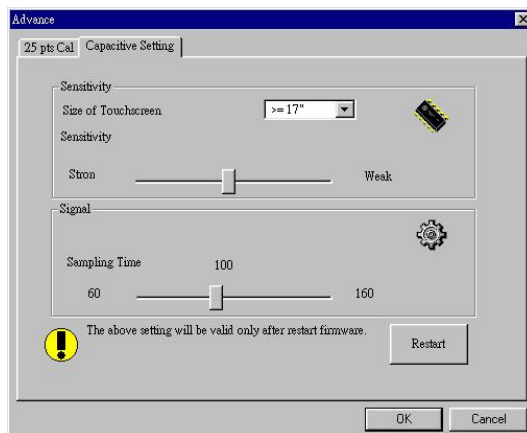 Advance
25 pts Cal Capacitive Setting
Sensitivity
Size of Touchscreen >= 17"
Sensitivity
Stron Weak
Signal
Sampling Time 100
60 160
The above setting will be valid only after restart firmware.
Restart
OK Cancel